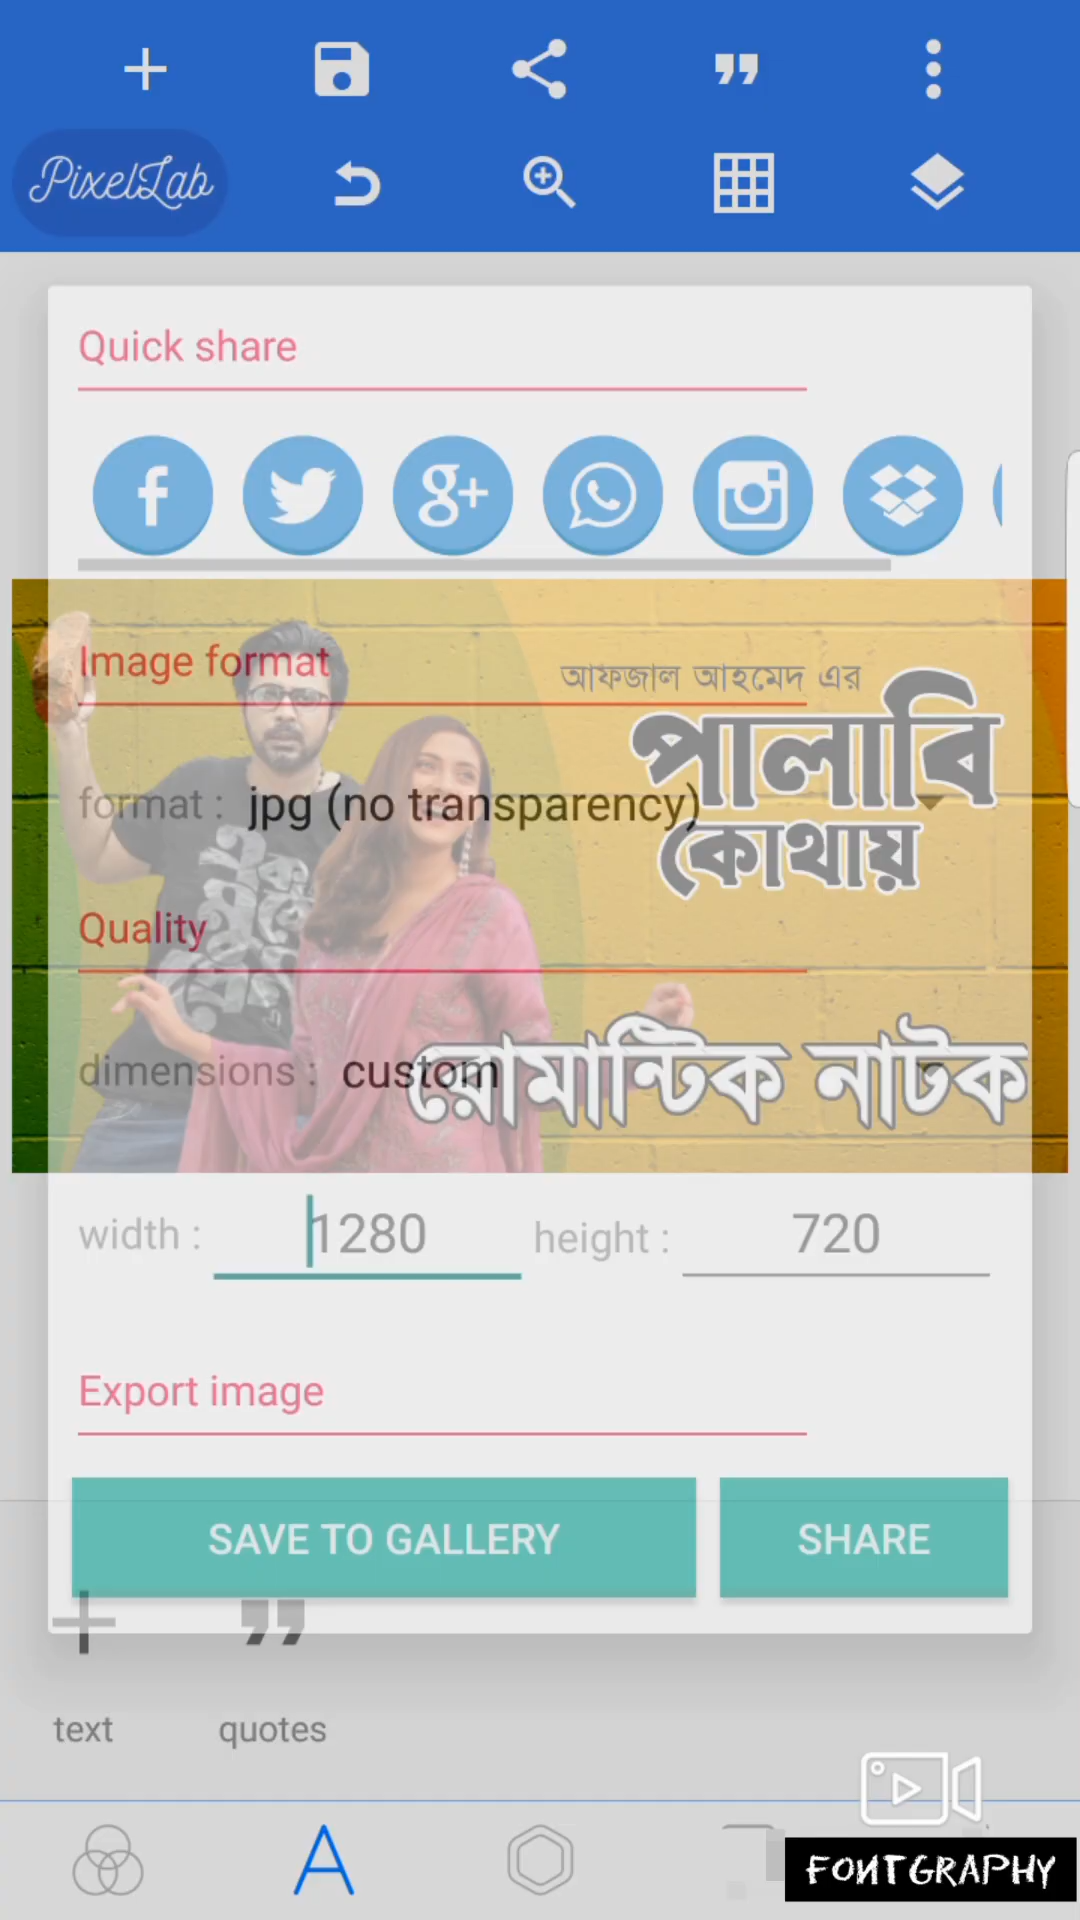 PixelLab
Quick share
Image format
আফজাল আহমেদ এর
পালাবি
কোথায়
format : jpg (no transparency)
Quality
dimensions : custom
রোমান্টিক নাটক
width : 1280 height : 720
Export image
SAVE TO GALLERY SHARE
text quotes
FONTGRAPHY